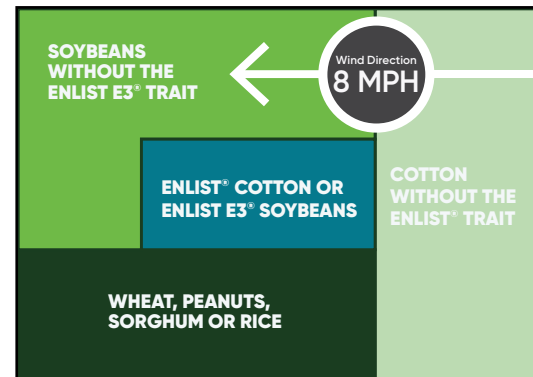 SOYBEANS
WITHOUT THE
ENLIST E3® TRAIT
Wind Direction
8 MPH
ENLIST® COTTON OR
ENLIST E3® SOYBEANS
COTTON
WITHOUT THE
ENLIST® TRAIT
WHEAT, PEANUTS,
SORGHUM OR RICE